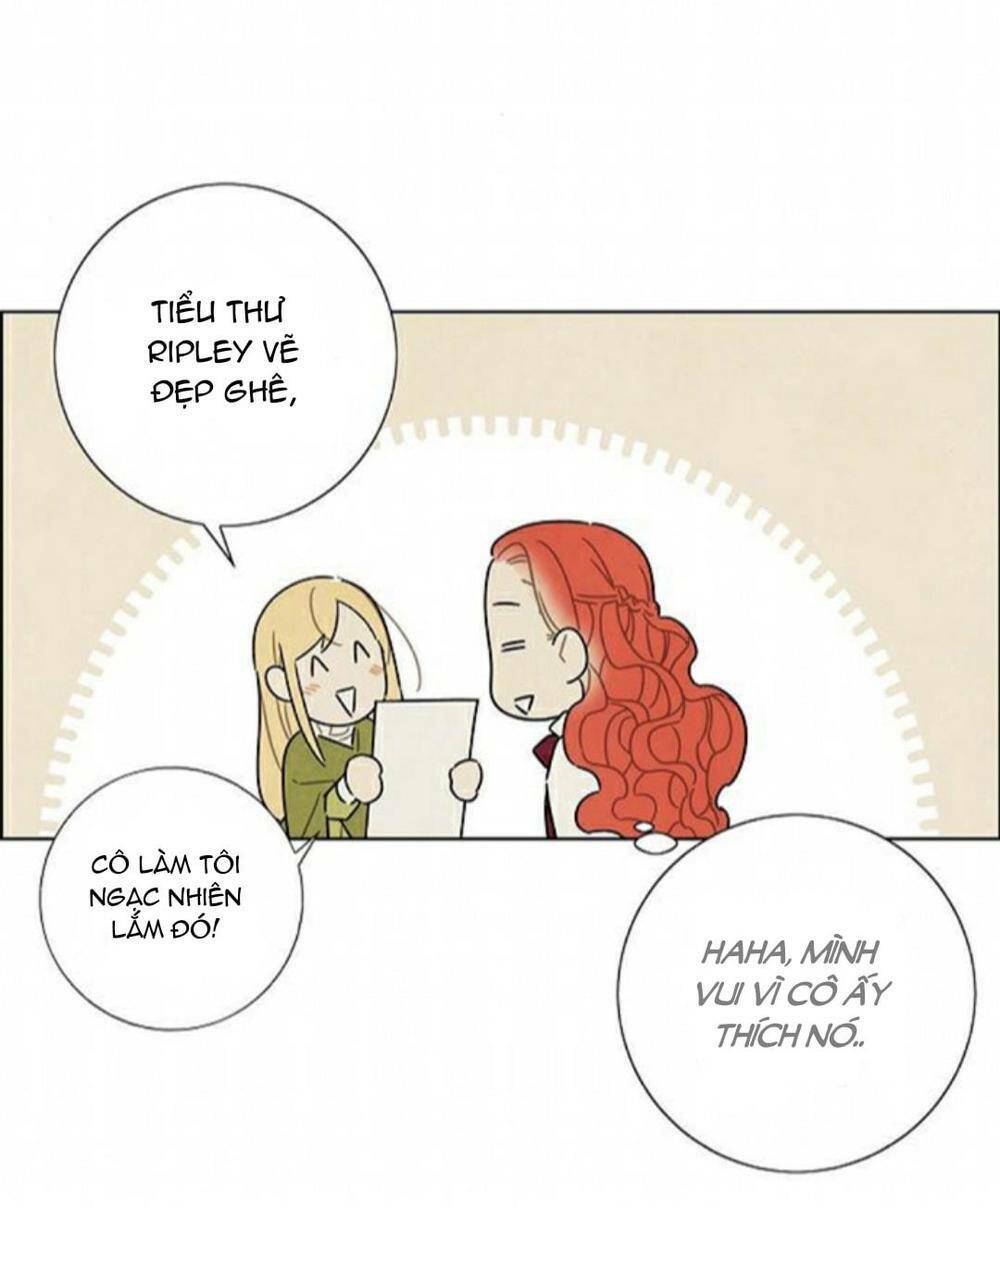 TIỂU THƯ
RIPLEY VẼ
ĐẸP GHÊ,
CÔ LÀM TÔI
NGẠC NHIÊN
LẮM ĐÓ!
HAHA, MÌNH
VUI VÌ CÔ ẤY
THÍCH NÓ..